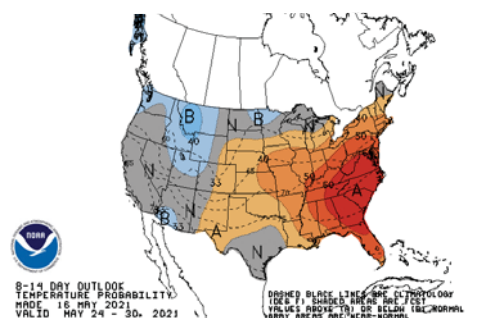 B
B
N
N
N
40
40
50
40
N
33
50
60
70
A
N
B
33
A
N
NOAA
8-14 DAY OUTLOOK
TEMPERATURE PROBABILITY
MADE 16 MAY 2021
VALID MAY 24 - 30, 2021
DASHED BLACK LINES ARE CLIMATOLOGY
(DEG F) SHADED AREAS ARE FCST
VALUES ABOVE (A) OR BELOW (B) NORMAL
GRAY AREAS ARE NEAR-NORMAL